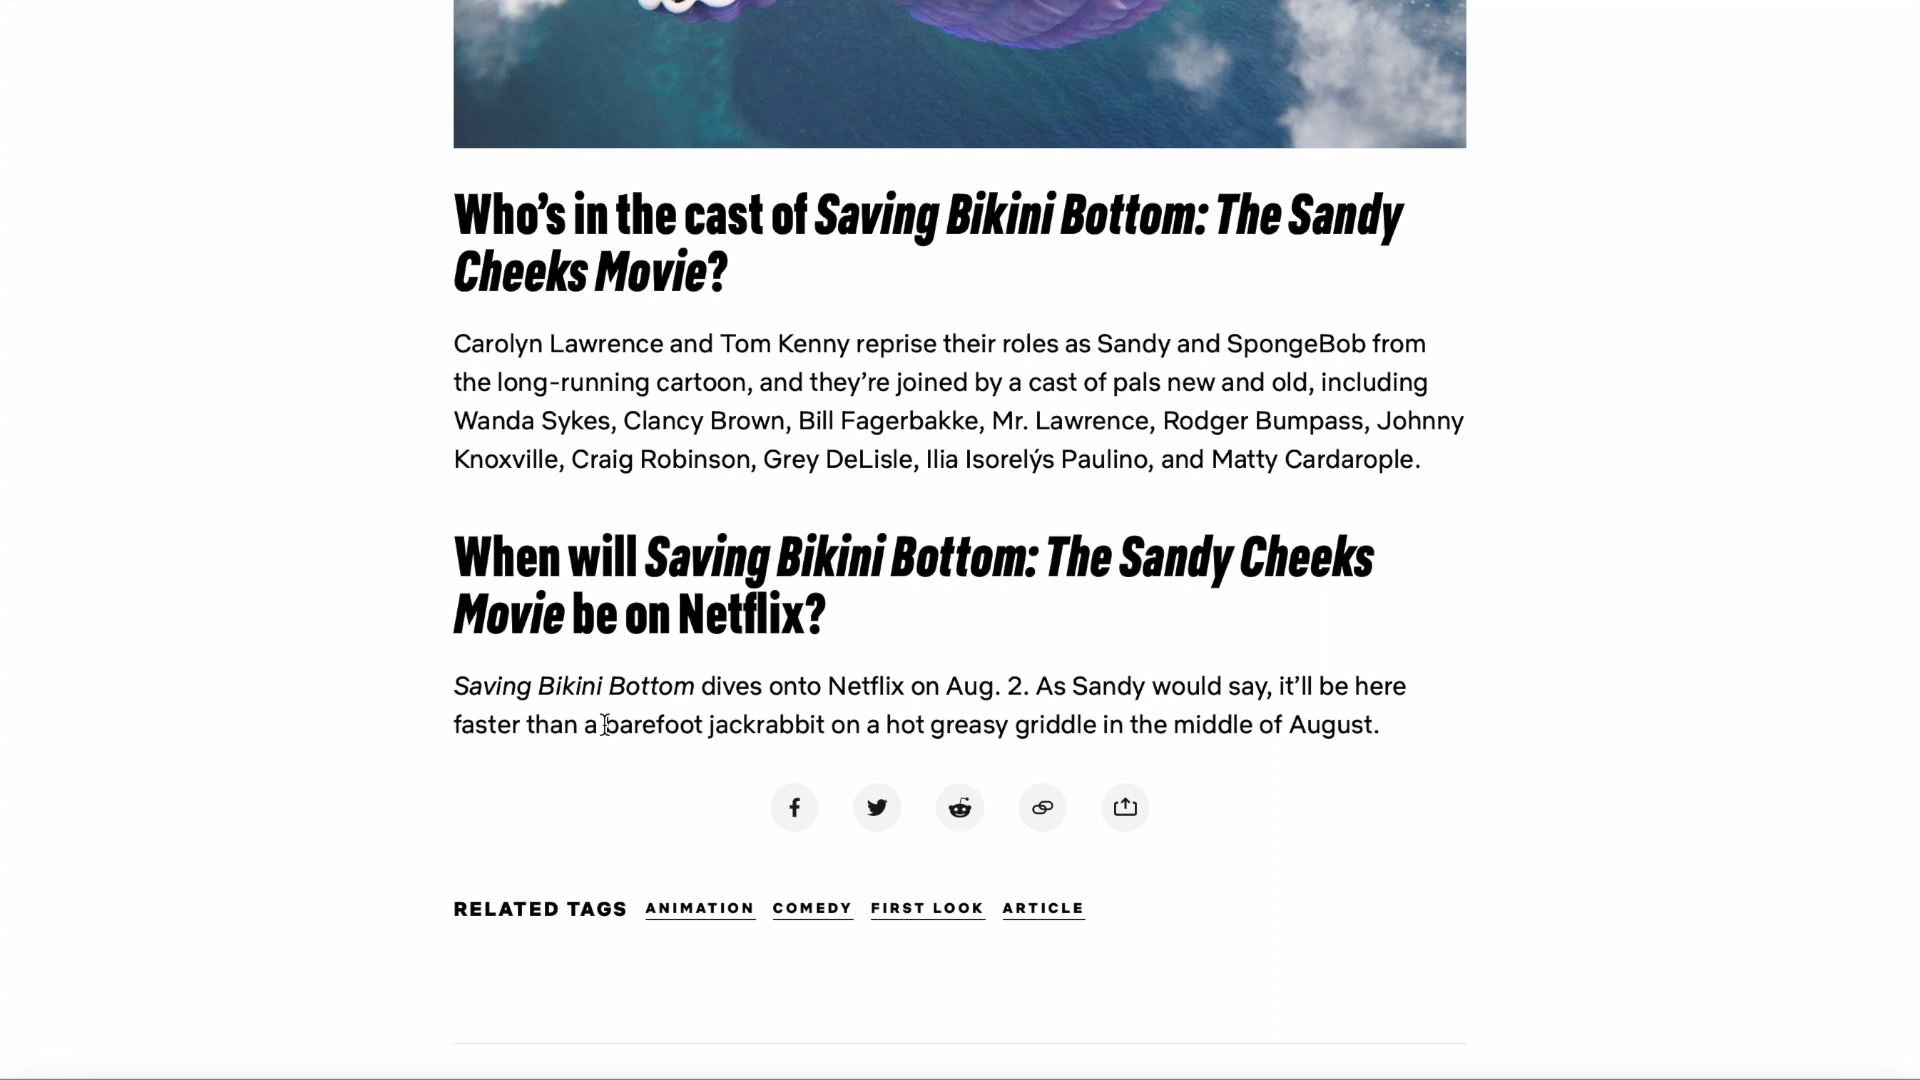 Who’s in the cast of Saving Bikini Bottom: The Sandy
Cheeks Movie?
Carolyn Lawrence and Tom Kenny reprise their roles as Sandy and SpongeBob from
the long-running cartoon, and they’re joined by a cast of pals new and old, including
Wanda Sykes, Clancy Brown, Bill Fagerbakke, Mr. Lawrence, Rodger Bumpass, Johnny
Knoxville, Craig Robinson, Grey DeLisle, Ilia Isorelýs Paulino, and Matty Cardarople.
When will Saving Bikini Bottom: The Sandy Cheeks
Movie be on Netflix?
Saving Bikini Bottom dives onto Netflix on Aug. 2. As Sandy would say, it’ll be here
faster than a barefoot jackrabbit on a hot greasy griddle in the middle of August.
RELATED TAGS ANIMATION COMEDY FIRST LOOK ARTICLE